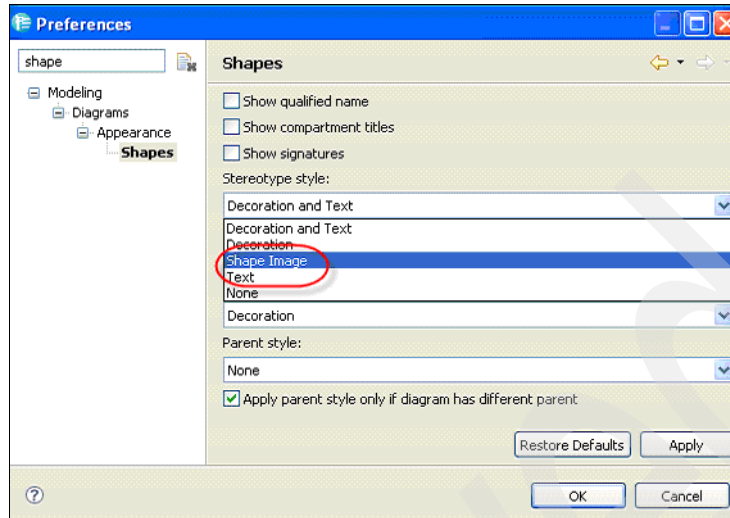 Preferences
shape
Shapes
Modeling
Diagrams
Appearance
Shapes
Show qualified name
Show compartment titles
Show signatures
Stereotype style:
Decoration and Text
Decoration and Text
Decoration
Shape Image
Text
None
Decoration
Parent style:
None
Apply parent style only if diagram has different parent
Restore Defaults Apply
? OK Cancel